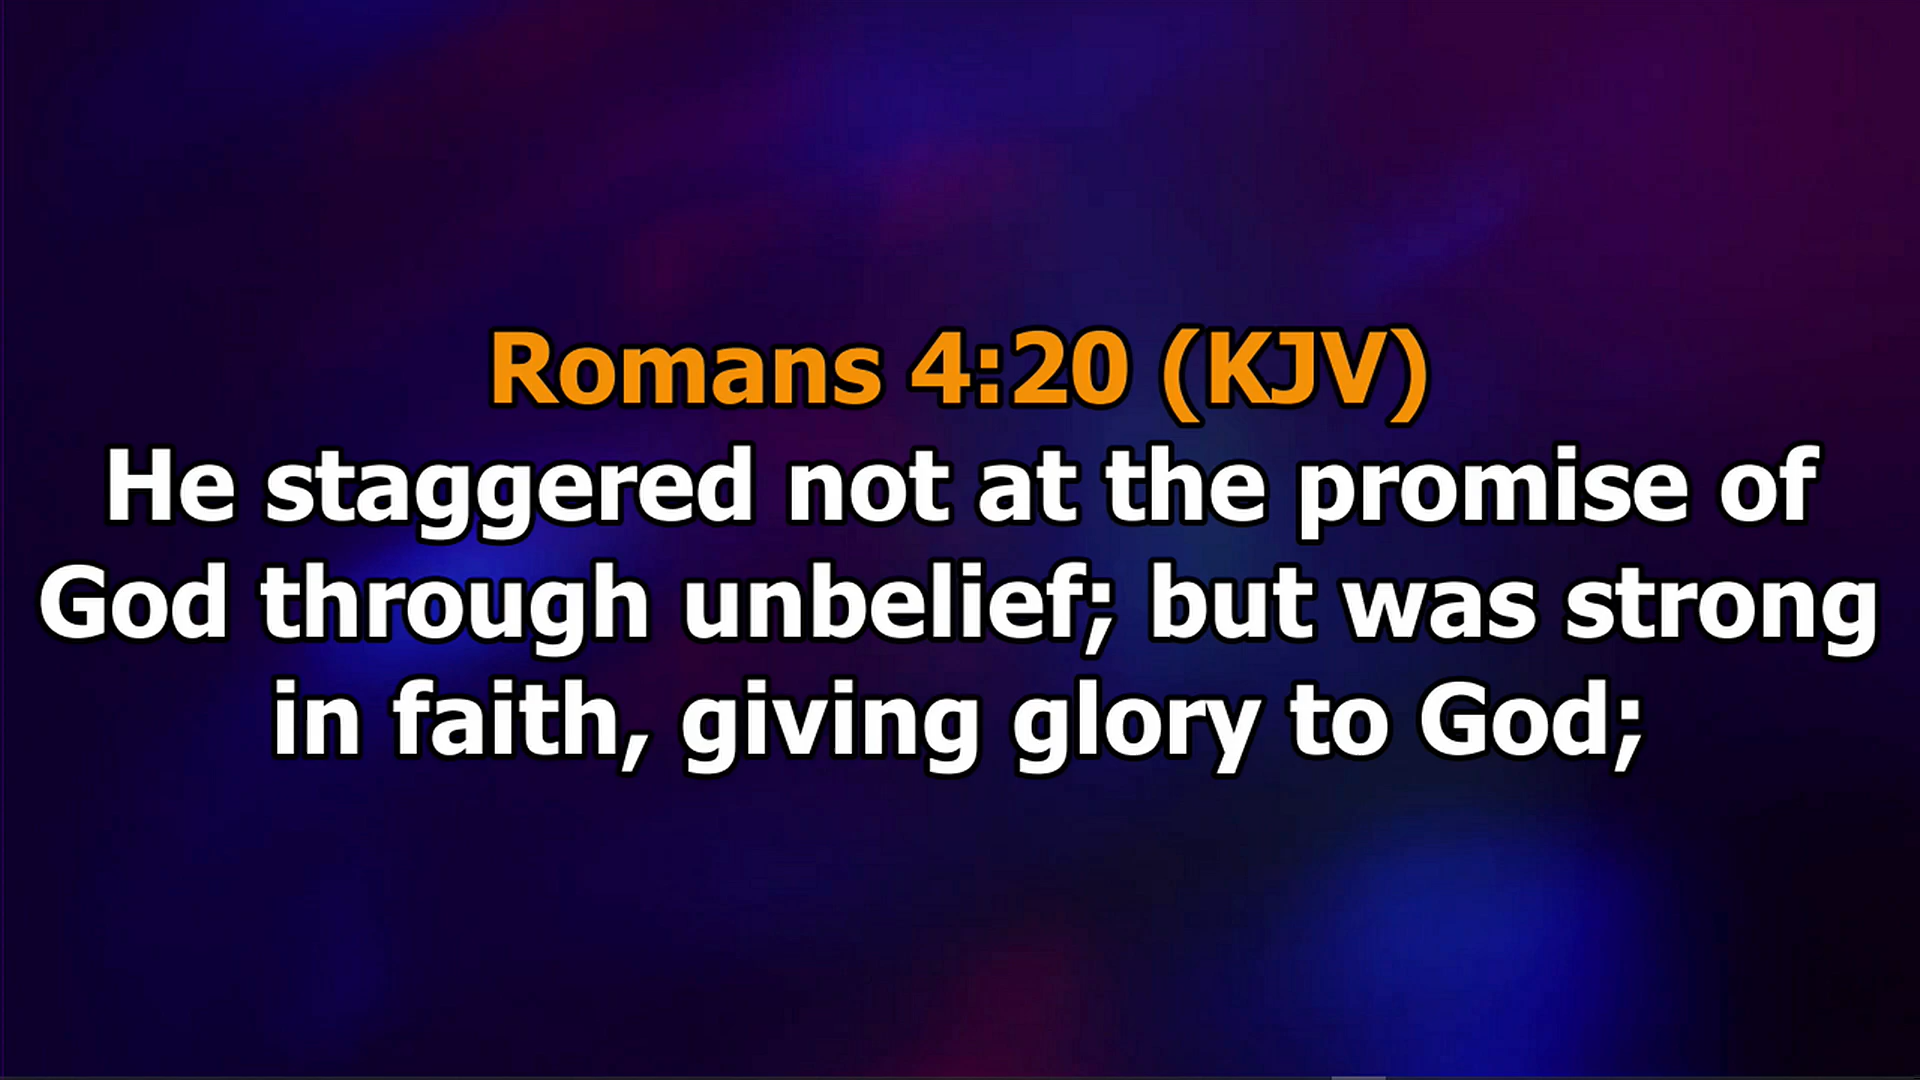 Romans 4:20 (KJV)
He staggered not at the promise of
God through unbelief; but was strong
in faith, giving glory to God;